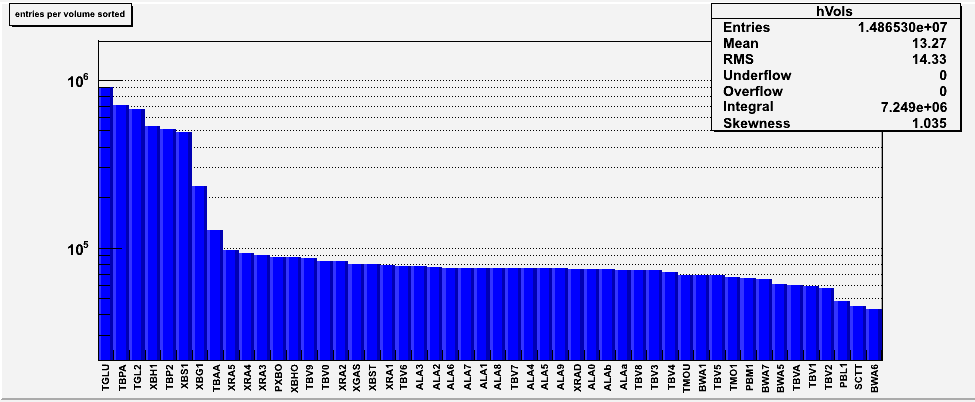 entries per volume sorted
hVols
Entries 1.486530e+07
Mean 13.27
RMS 14.33
Underflow 0
Overflow 0
Integral 7.249e+06
Skewness 1.035
10^6
10^5
TGLU TBPA TGL2 XBH1 TBP2 XBS1 XBG1 TBAA XRA5 XRA4 XRA3 PXBO XBHO TBV9 TBV0 XRA2 XGAS XBST XRA1 TBV6 ALA3 ALA2 ALA6 ALA7 ALA1 ALA8 TBV7 ALA4 ALA5 ALA9 XRAD ALA0 ALAb ALAa TBV8 TBV3 TBV4 TMOU BWA1 TBV5 TMO1 PBM1 BWA7 BWA5 TBVA TBV1 TBV2 PBL1 SCTT BWA6